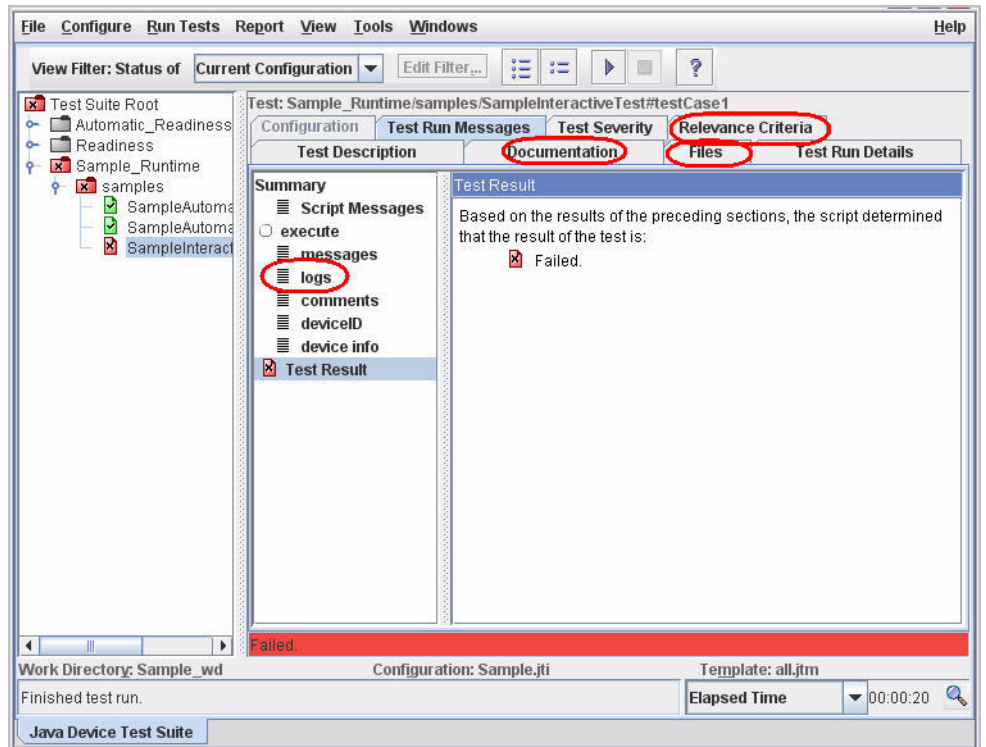 File Configure Run Tests Report View Tools Windows Help
View Filter: Status of Current Configuration Edit Filter...
Test Suite Root
Automatic_Readiness
Readiness
Sample_Runtime
samples
SampleAutoma
SampleAutoma
SampleInteract
Test: Sample_Runtime/samples/SampleInteractiveTest#testCase1
Configuration Test Run Messages Test Severity Relevance Criteria
Test Description Documentation Files Test Run Details
Summary
Script Messages
execute
messages
logs
comments
deviceID
device info
Test Result
Test Result
Based on the results of the preceding sections, the script determined
that the result of the test is:
Failed.
Failed.
Work Directory: Sample_wd Configuration: Sample.jti Template: all.jtm
Finished test run. Elapsed Time 00:00:20
Java Device Test Suite